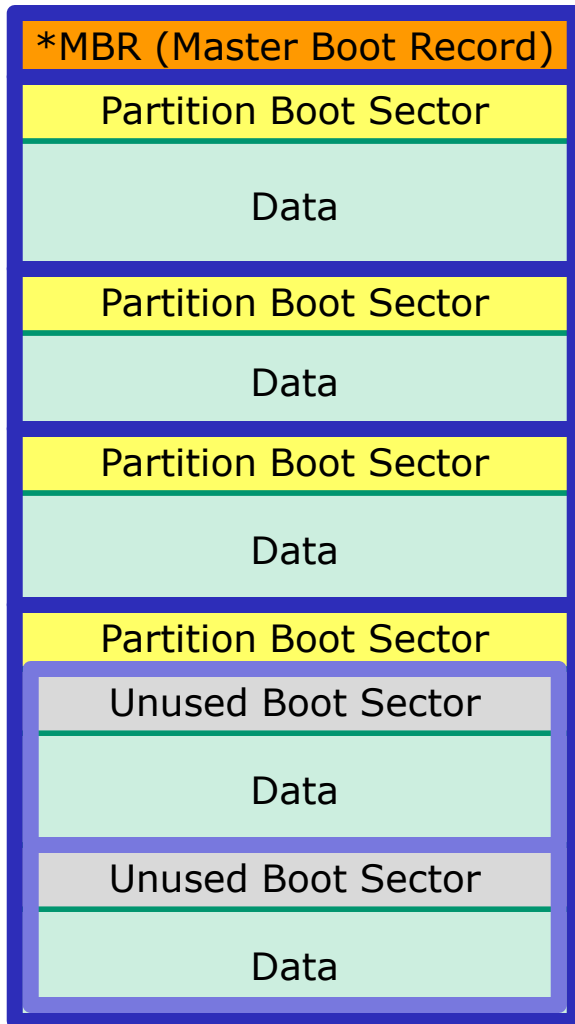 *MBR (Master Boot Record)
Partition Boot Sector
Data
Partition Boot Sector
Data
Partition Boot Sector
Data
Partition Boot Sector
Unused Boot Sector
Data
Unused Boot Sector
Data